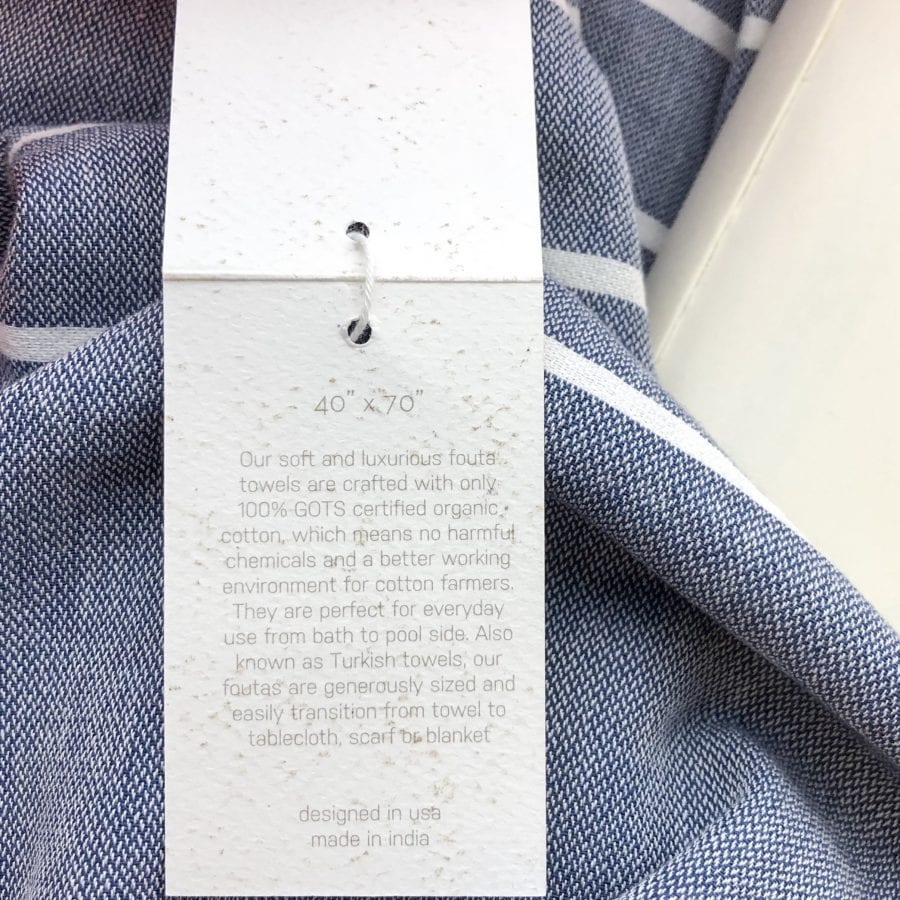 40" x 70"
Our soft and luxurious fouta
towels are crafted with only
100% GOTS certified organic
cotton, which means no harmful
chemicals and a better working
environment for cotton farmers.
They are perfect for everyday
use from bath to pool side. Also
known as Turkish towels, our
foutas are generously sized and
easily transition from towel to
tablecloth, scarf or blanket
designed in usa
made in india